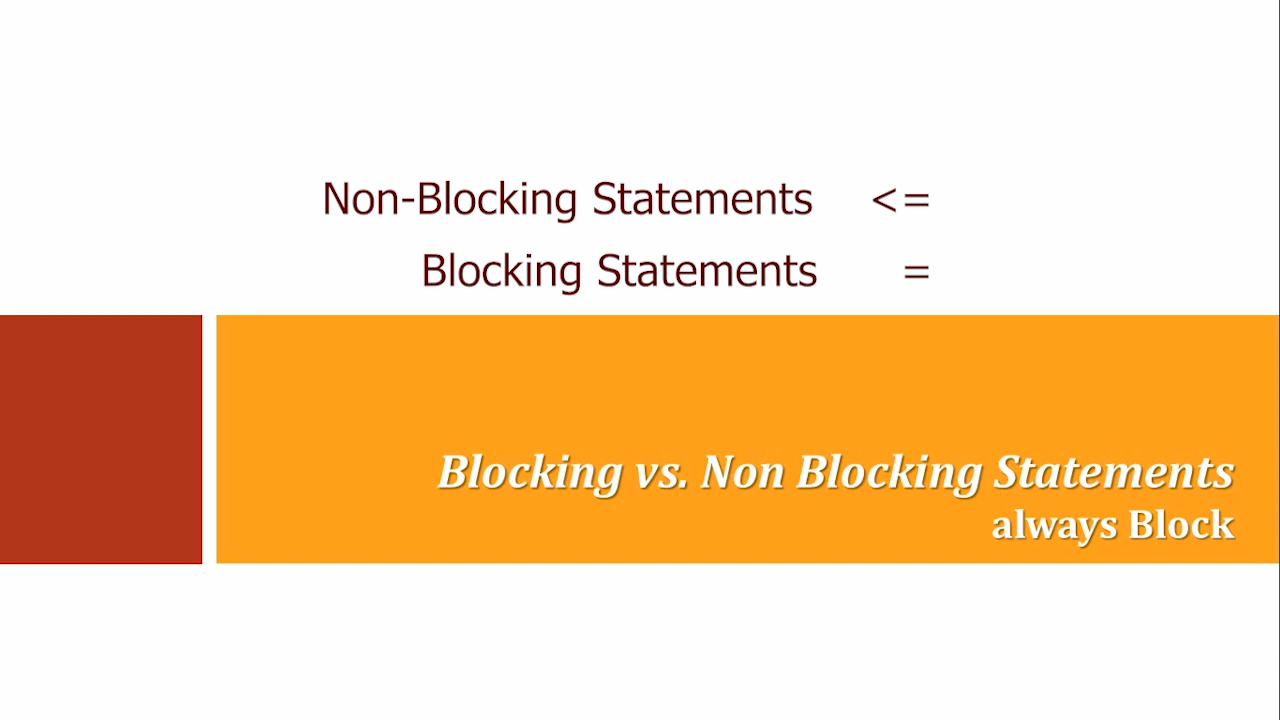 Non-Blocking Statements <=
Blocking Statements =
Blocking vs. Non Blocking Statements
always Block